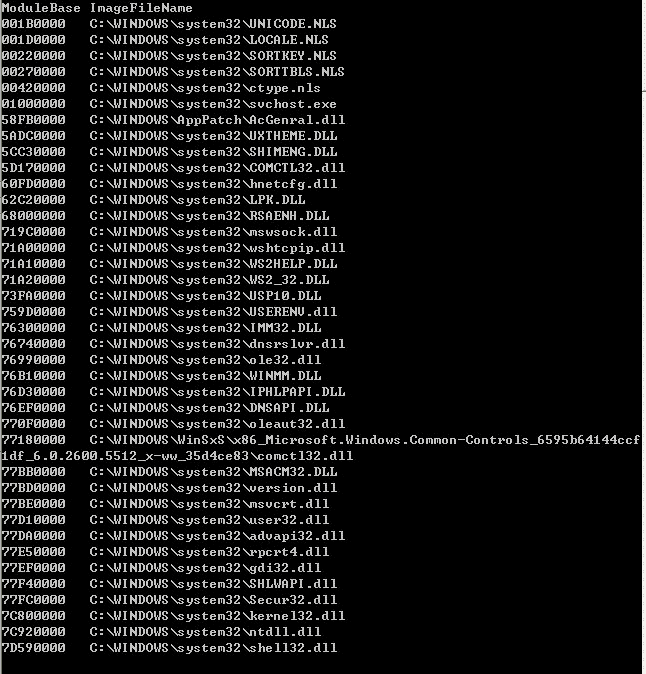 ModuleBase ImageFileName
001B0000   C:\WINDOWS\system32\UNICODE.NLS
001D0000   C:\WINDOWS\system32\LOCALE.NLS
00220000   C:\WINDOWS\system32\SORTKEY.NLS
00270000   C:\WINDOWS\system32\SORTTBLS.NLS
00420000   C:\WINDOWS\system32\ctype.nls
01000000   C:\WINDOWS\system32\svchost.exe
58FB0000   C:\WINDOWS\AppPatch\AcGenral.dll
5ADC0000   C:\WINDOWS\system32\UXTHEME.DLL
5CC30000   C:\WINDOWS\system32\SHIMENG.DLL
5D170000   C:\WINDOWS\system32\COMCTL32.dll
60FD0000   C:\WINDOWS\system32\hnetcfg.dll
62C20000   C:\WINDOWS\system32\LPK.DLL
68000000   C:\WINDOWS\system32\RSAENH.DLL
719C0000   C:\WINDOWS\system32\mswsock.dll
71A00000   C:\WINDOWS\system32\wshtcpip.dll
71A10000   C:\WINDOWS\system32\WS2HELP.DLL
71A20000   C:\WINDOWS\system32\WS2_32.DLL
73FA0000   C:\WINDOWS\system32\USP10.DLL
759D0000   C:\WINDOWS\system32\USERENV.dll
76300000   C:\WINDOWS\system32\IMM32.DLL
76740000   C:\WINDOWS\system32\dnsrslvr.dll
76990000   C:\WINDOWS\system32\ole32.dll
76B10000   C:\WINDOWS\system32\WINMM.DLL
76D30000   C:\WINDOWS\system32\IPHLPAPI.DLL
76EF0000   C:\WINDOWS\system32\DNSAPI.DLL
770F0000   C:\WINDOWS\system32\oleaut32.dll
77180000   C:\WINDOWS\WinSxS\x86_Microsoft.Windows.Common-Controls_6595b64144ccf
1df_6.0.2600.5512_x-ww_35d4ce83\comctl32.dll
77BB0000   C:\WINDOWS\system32\MSACM32.DLL
77BD0000   C:\WINDOWS\system32\version.dll
77BE0000   C:\WINDOWS\system32\msvcrt.dll
77D10000   C:\WINDOWS\system32\user32.dll
77DA0000   C:\WINDOWS\system32\advapi32.dll
77E50000   C:\WINDOWS\system32\rpcrt4.dll
77EF0000   C:\WINDOWS\system32\gdi32.dll
77F40000   C:\WINDOWS\system32\SHLWAPI.DLL
77FC0000   C:\WINDOWS\system32\Secur32.dll
7C800000   C:\WINDOWS\system32\kernel32.dll
7C920000   C:\WINDOWS\system32\ntdll.dll
7D590000   C:\WINDOWS\system32\shell32.dll